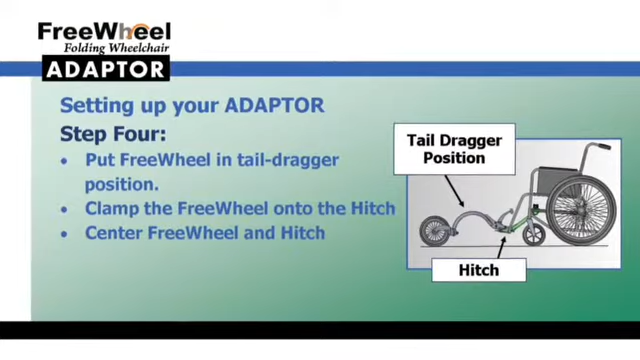 FreeWheel
Folding Wheelchair
ADAPTOR
Setting up your ADAPTOR
Step Four:
• Put FreeWheel in tail-dragger
position.
• Clamp the FreeWheel onto the Hitch
• Center FreeWheel and Hitch
Tail Dragger
Position
Hitch